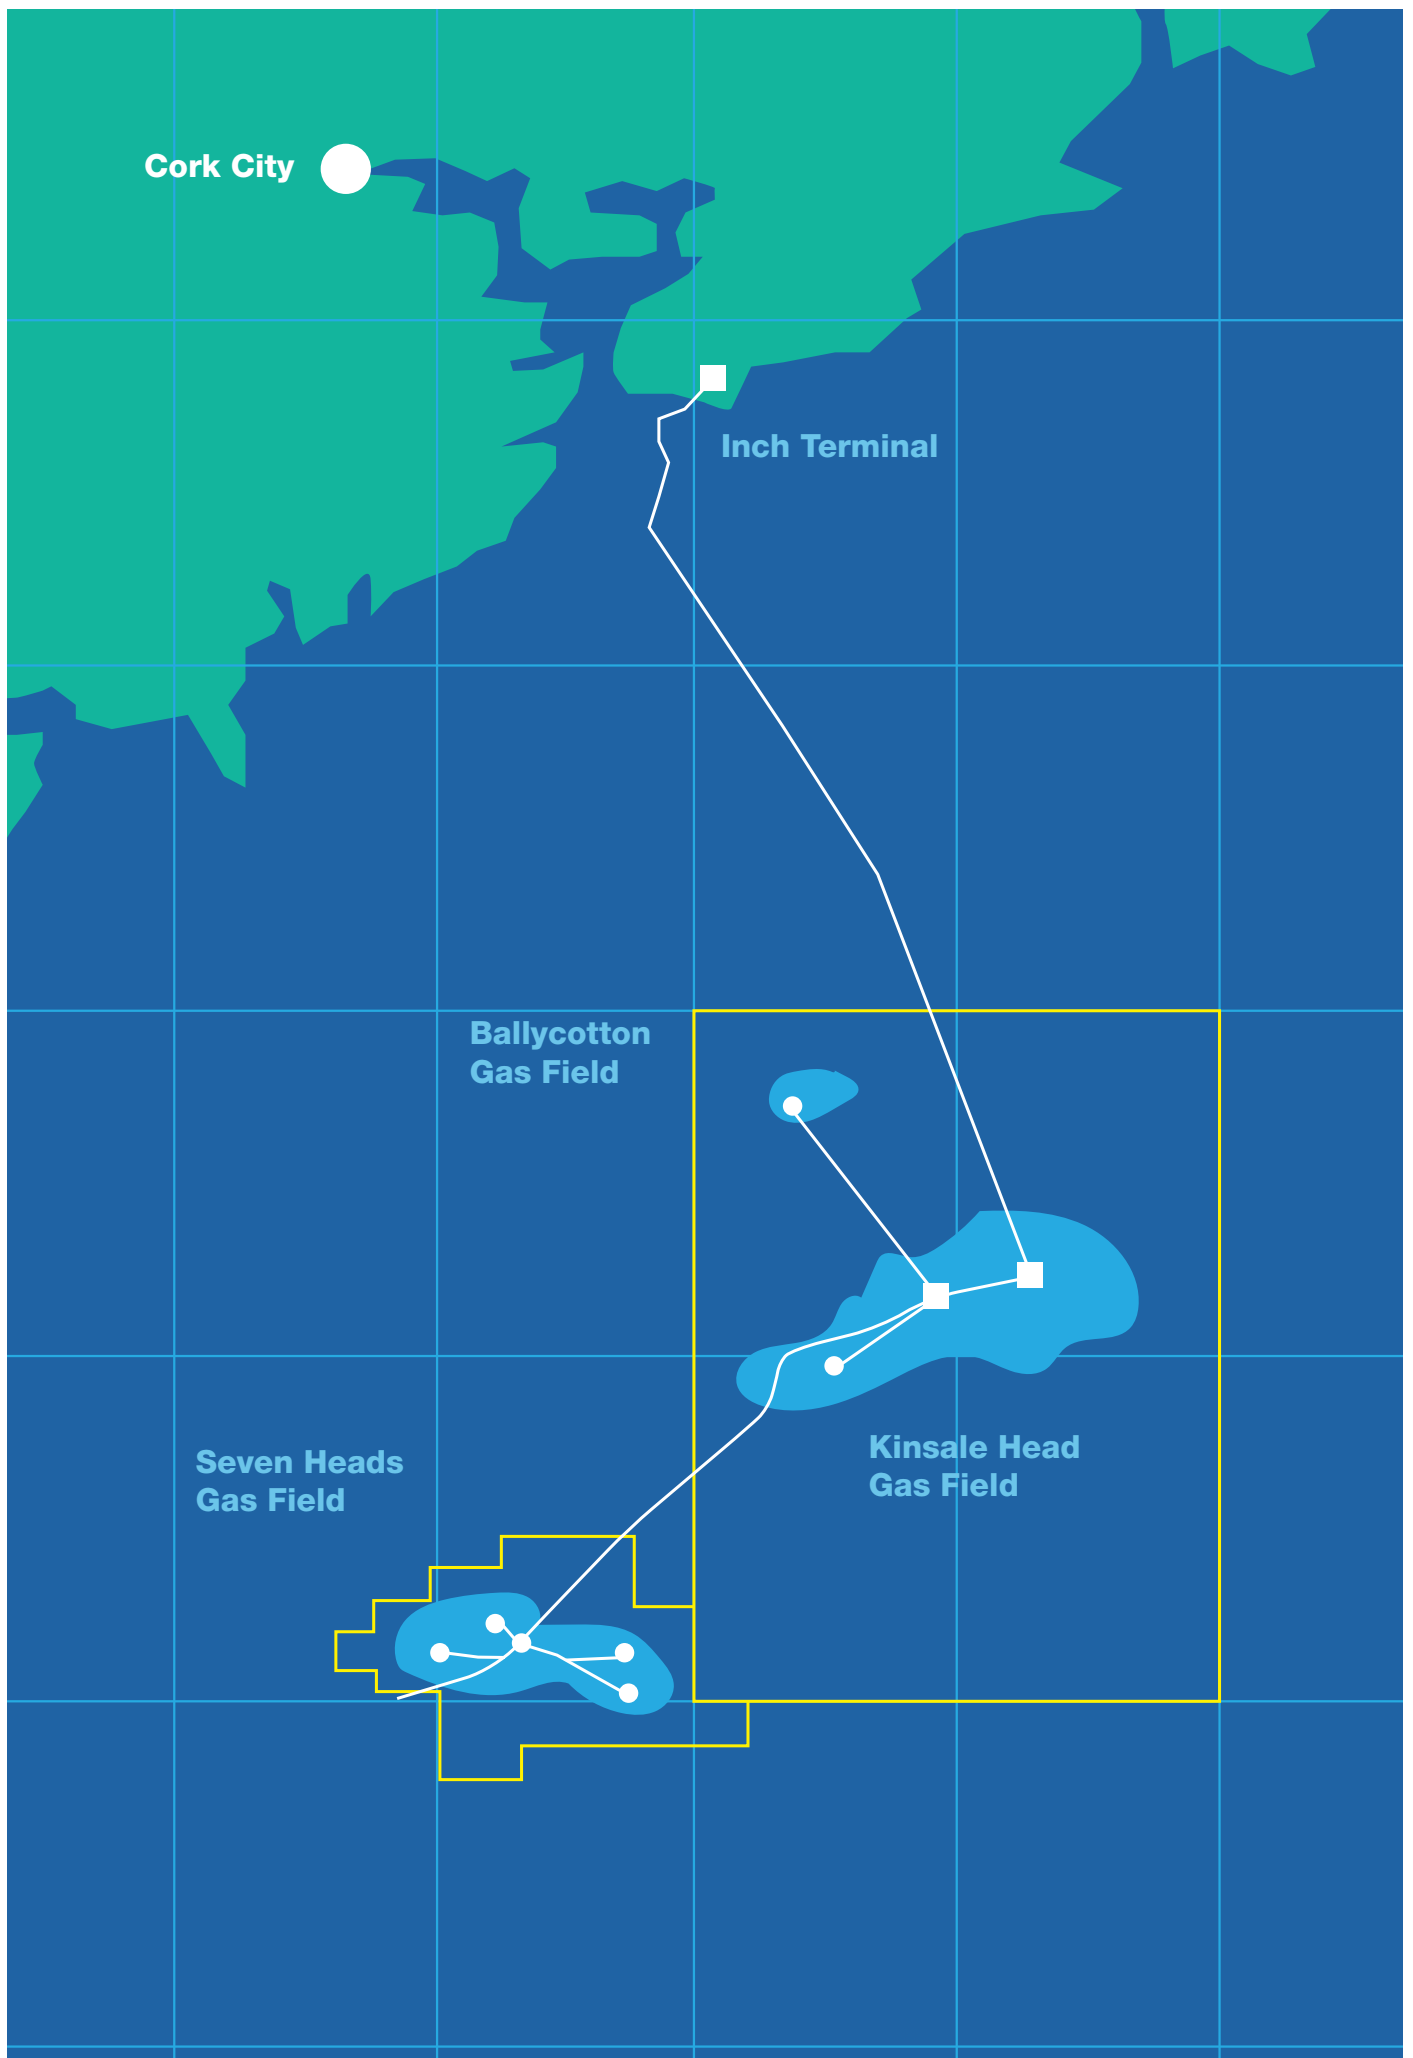 Cork City
Inch Terminal
Ballycotton
Gas Field
Kinsale Head
Gas Field
Seven Heads
Gas Field